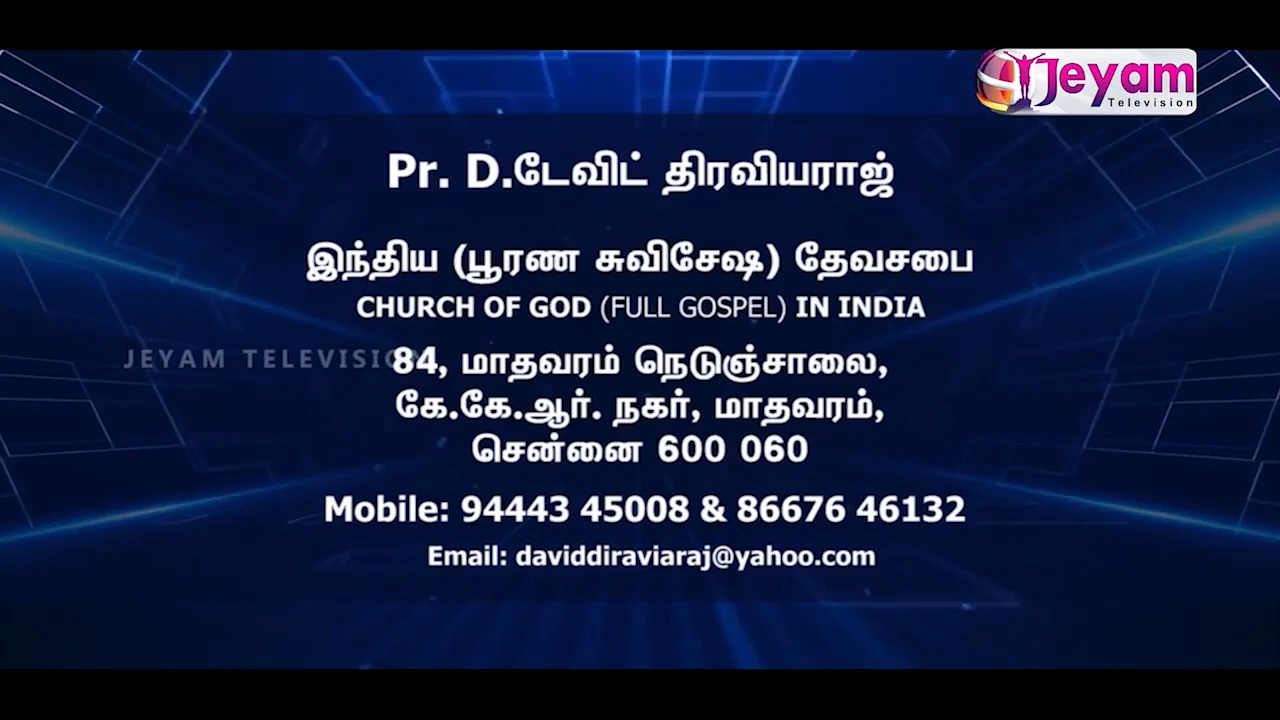 Jeyam
Television
Pr. D.டேவிட் திரவியராஜ்
இந்திய (பூரண சுவிசேஷ) தேவசபை
CHURCH OF GOD (FULL GOSPEL) IN INDIA
JEYAM TELEVISION
84, மாதவரம் நெடுஞ்சாலை,
கே.கே.ஆர். நகர், மாதவரம்,
சென்னை 600 060
Mobile: 94443 45008 & 86676 46132
Email: daviddiraviaraj@yahoo.com